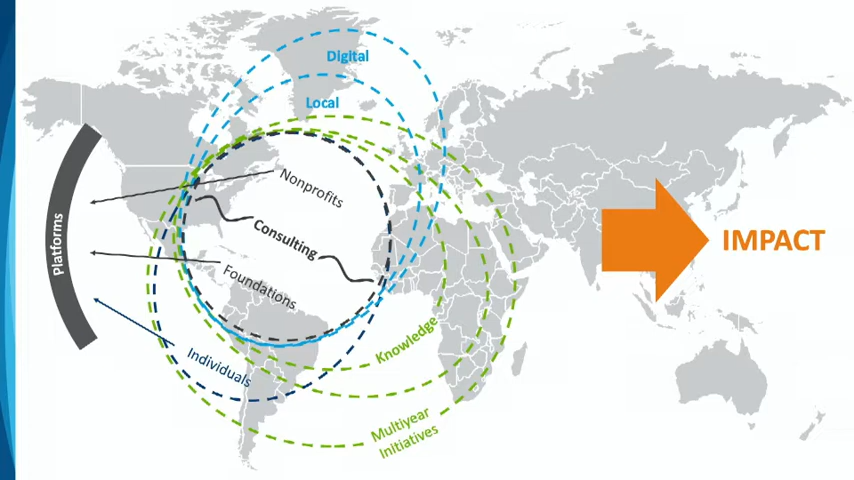 Digital
Local
Nonprofits
Consulting
Platforms
Foundations
IMPACT
Individuals
Knowledge
Multiyear
Initiatives